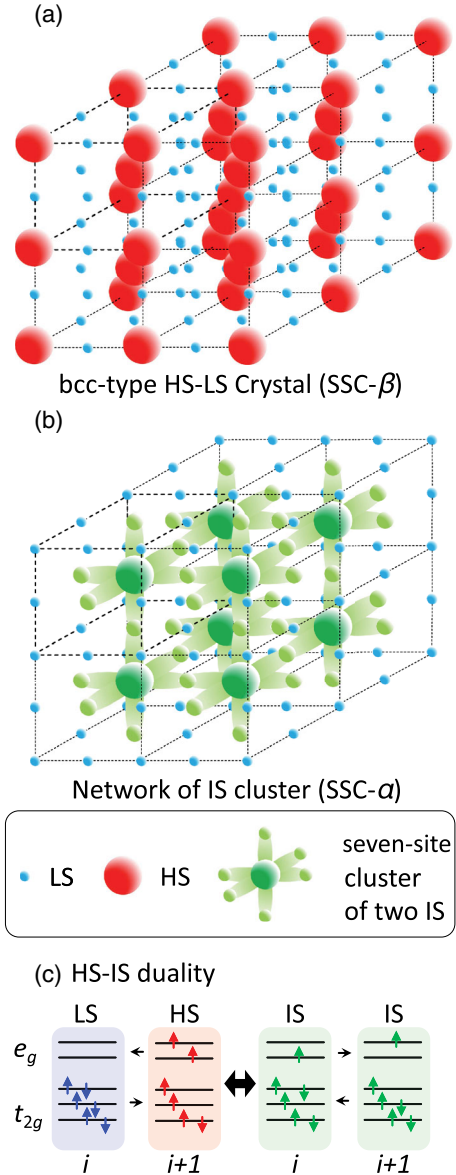 (a)
bcc-type HS-LS Crystal (SSC-β)
(b)
Network of IS cluster (SSC-α)
LS HS seven-site
cluster
of two IS
(c) HS-IS duality
LS HS IS IS
e_g
t_2g
i i+1 i i+1